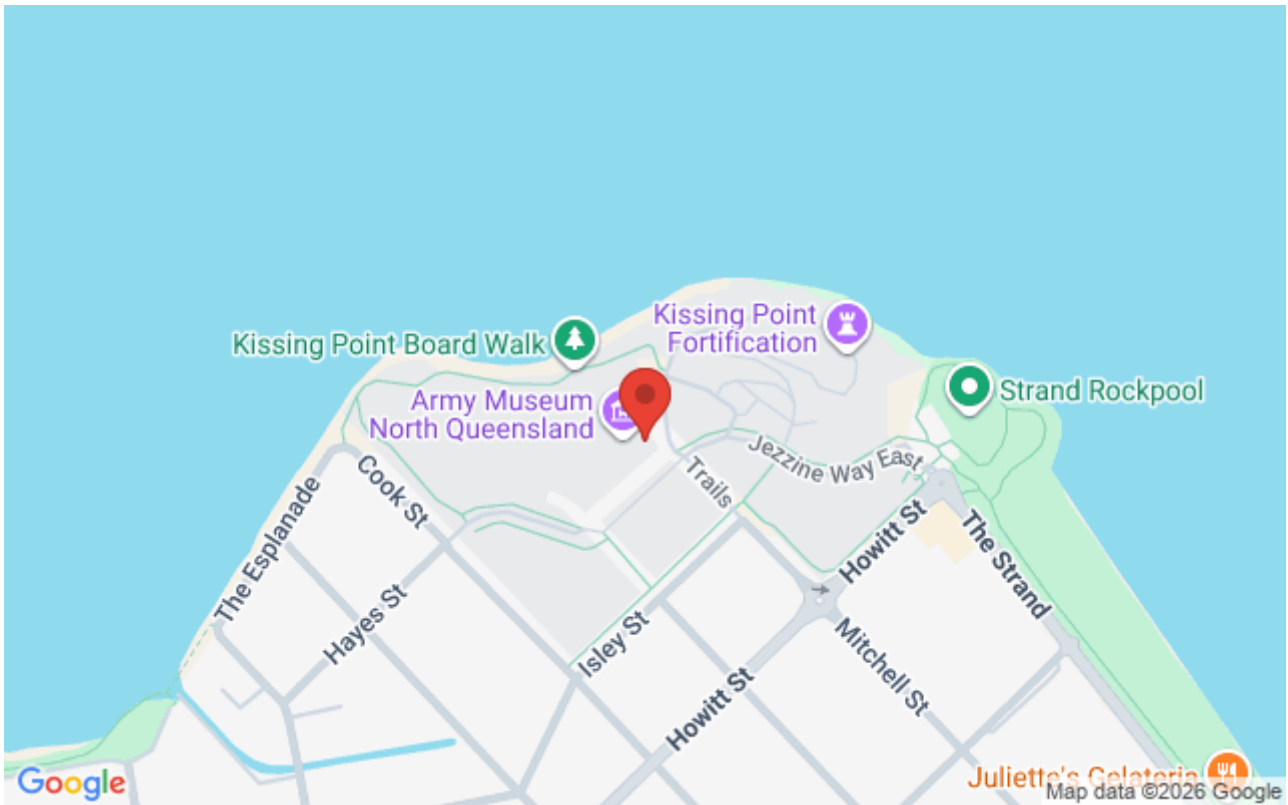 Kissing Point
Fortification
Kissing Point Board Walk
Strand Rockpool
Army Museum
North Queensland
Jezzine Way East
Trails
Cook St
The Esplanade
Howitt St
The Strand
Hayes St
Isley St
Mitchell St
Howitt St
Juliette's Gelateria
Google
Map data ©2026 Google